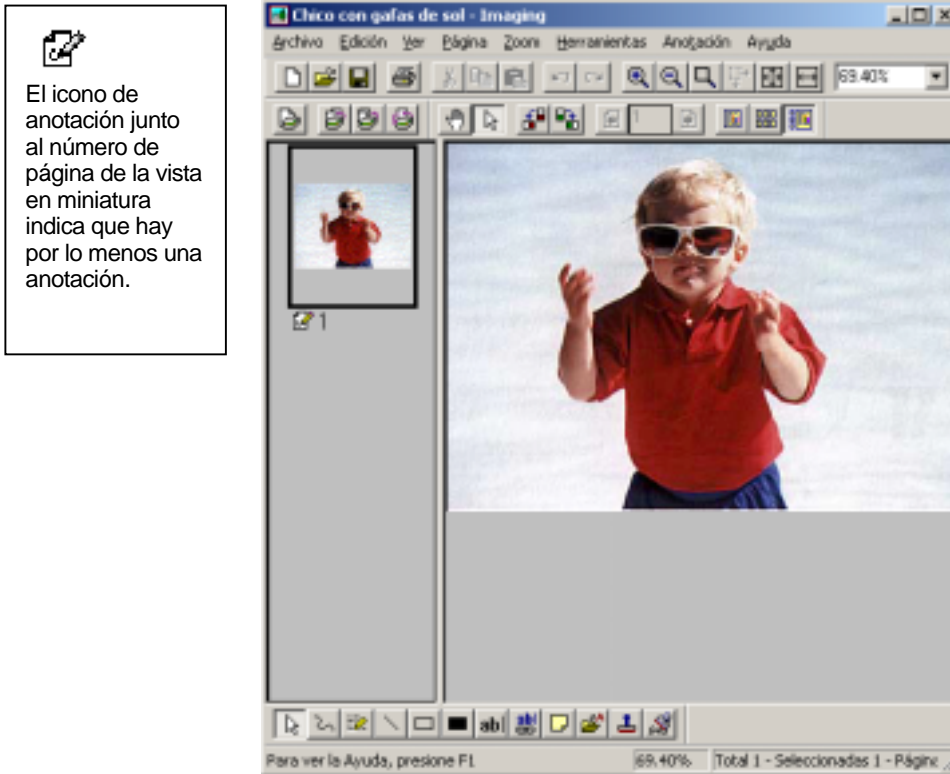 El icono de
anotación junto
al número de
página de la vista
en miniatura
indica que hay
por lo menos una
anotación.
Chico con gafas de sol - Imaging
Archivo Edición Ver Página Zoom Herramientas Anotación Ayuda
69.40%
1
1
ab|
Para ver la Ayuda, presione F1.
69.40%
Total 1 - Seleccionadas 1 - Página